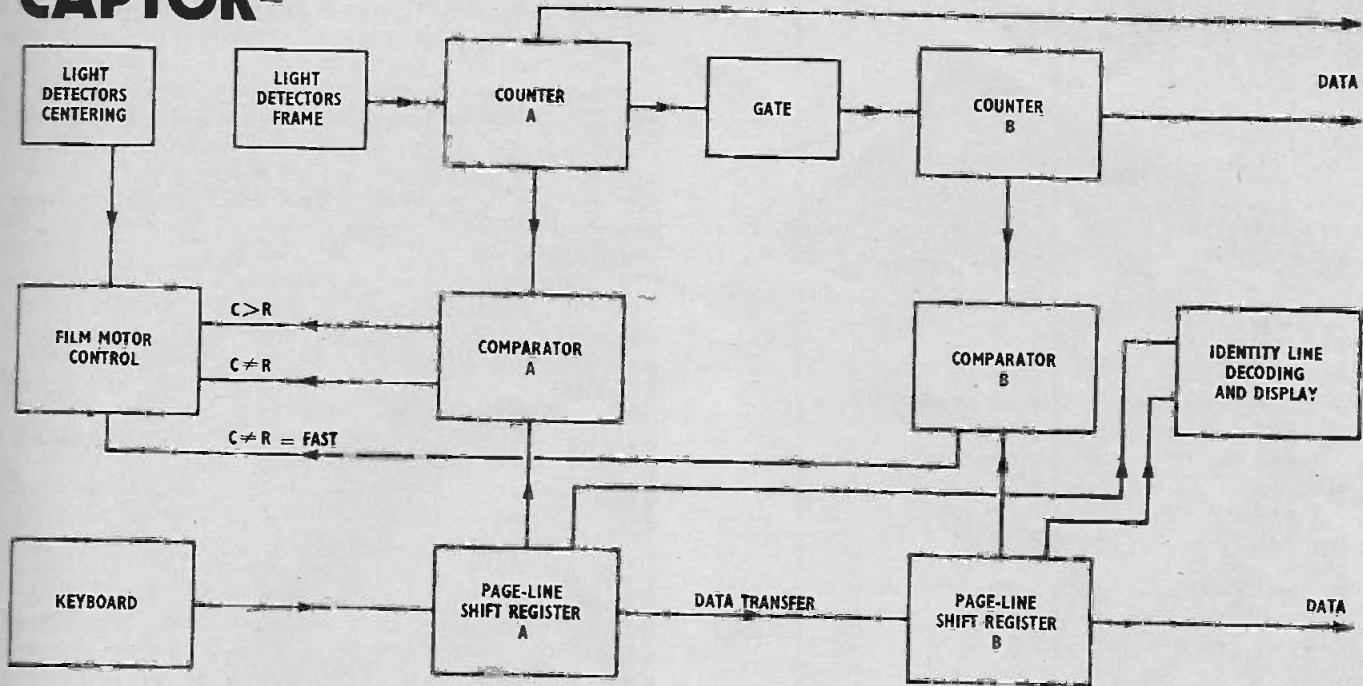 CAPTOR-
LIGHT
DETECTORS
CENTERING
LIGHT
DETECTORS
FRAME
COUNTER
A
GATE
COUNTER
B
DATA
FILM MOTOR
CONTROL
C>R
C≠R
C≠R = FAST
COMPARATOR
A
COMPARATOR
B
IDENTITY LINE
DECODING
AND DISPLAY
KEYBOARD
PAGE-LINE
SHIFT REGISTER
A
DATA TRANSFER
PAGE-LINE
SHIFT REGISTER
B
DATA